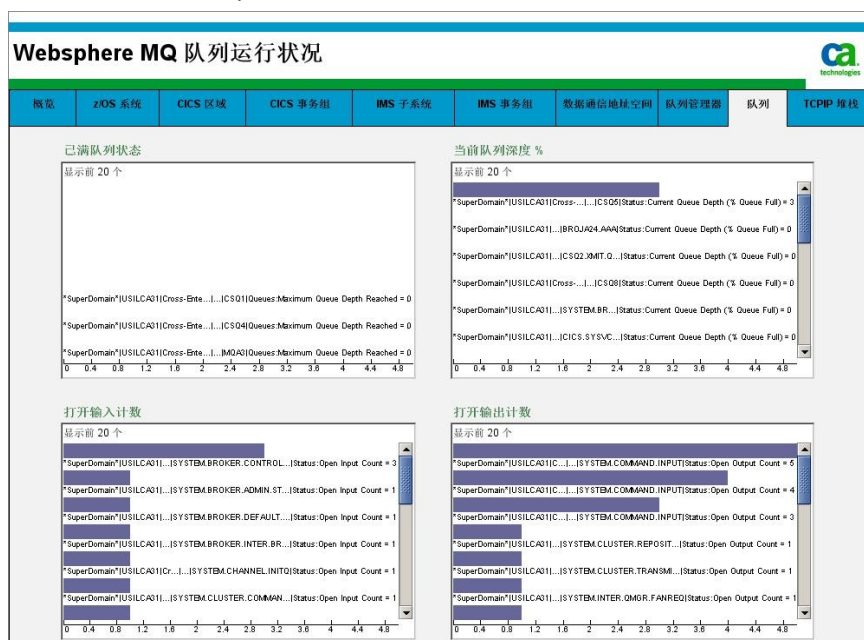 Websphere MQ 队列运行状况
ca
technologies
概览 z/OS 系统 CICS 区域 CICS 事务组 IMS 子系统 IMS 事务组 数据通信地址空间 队列管理器 队列 TCPIP 堆栈
已满队列状态
显示前 20 个
*SuperDomain*|USILCA31|Cross-Ente...|...|CSQ1|Queues:Maximum Queue Depth Reached = 0
*SuperDomain*|USILCA31|Cross-Ente...|...|CSQ4|Queues:Maximum Queue Depth Reached = 0
*SuperDomain*|USILCA31|Cross-Ente...|...|MQA3|Queues:Maximum Queue Depth Reached = 0
0 0.4 0.8 1.2 1.6 2 2.4 2.8 3.2 3.6 4 4.4 4.8
当前队列深度 %
显示前 20 个
*SuperDomain*|USILCA31|Cross-...|...|CSQ5|Status:Current Queue Depth (% Queue Full) = 3
*SuperDomain*|USILCA31|...|BROJA24.AAA|Status:Current Queue Depth (% Queue Full) = 0
*SuperDomain*|USILCA31|...|CSQ2.XMIT.Q...|Status:Current Queue Depth (% Queue Full) = 0
*SuperDomain*|USILCA31|Cross-...|...|CSQ8|Status:Current Queue Depth (% Queue Full) = 0
*SuperDomain*|USILCA31|...|SYSTEM.BR...|Status:Current Queue Depth (% Queue Full) = 0
*SuperDomain*|USILCA31|...|CICS.SYSVC...|Status:Current Queue Depth (% Queue Full) = 0
0 0.4 0.8 1.2 1.6 2 2.4 2.8 3.2 3.6 4 4.4 4.8
打开输入计数
显示前 20 个
*SuperDomain*|USILCA31|...|SYSTEM.BROKER.CONTROL...|Status:Open Input Count = 3
*SuperDomain*|USILCA31|...|SYSTEM.BROKER.ADMIN.ST...|Status:Open Input Count = 1
*SuperDomain*|USILCA31|...|SYSTEM.BROKER.DEFAULT....|Status:Open Input Count = 1
*SuperDomain*|USILCA31|...|SYSTEM.BROKER.INTER.BR...|Status:Open Input Count = 1
*SuperDomain*|USILCA31|Cr...|...|SYSTEM.CHANNEL.INITQ|Status:Open Input Count = 1
*SuperDomain*|USILCA31|...|SYSTEM.CLUSTER.COMMAN...|Status:Open Input Count = 1
0 0.4 0.8 1.2 1.6 2 2.4 2.8 3.2 3.6 4 4.4 4.8
打开输出计数
显示前 20 个
*SuperDomain*|USILCA31|C...|...|SYSTEM.COMMAND.INPUT|Status:Open Output Count = 5
*SuperDomain*|USILCA31|C...|...|SYSTEM.COMMAND.INPUT|Status:Open Output Count = 4
*SuperDomain*|USILCA31|C...|...|SYSTEM.COMMAND.INPUT|Status:Open Output Count = 3
*SuperDomain*|USILCA31|...|SYSTEM.CLUSTER.REPOSIT...|Status:Open Output Count = 1
*SuperDomain*|USILCA31|...|SYSTEM.CLUSTER.TRANSMI...|Status:Open Output Count = 1
*SuperDomain*|USILCA31|...|SYSTEM.INTER.QMGR.FANREQ|Status:Open Output Count = 1
0 0.4 0.8 1.2 1.6 2 2.4 2.8 3.2 3.6 4 4.4 4.8